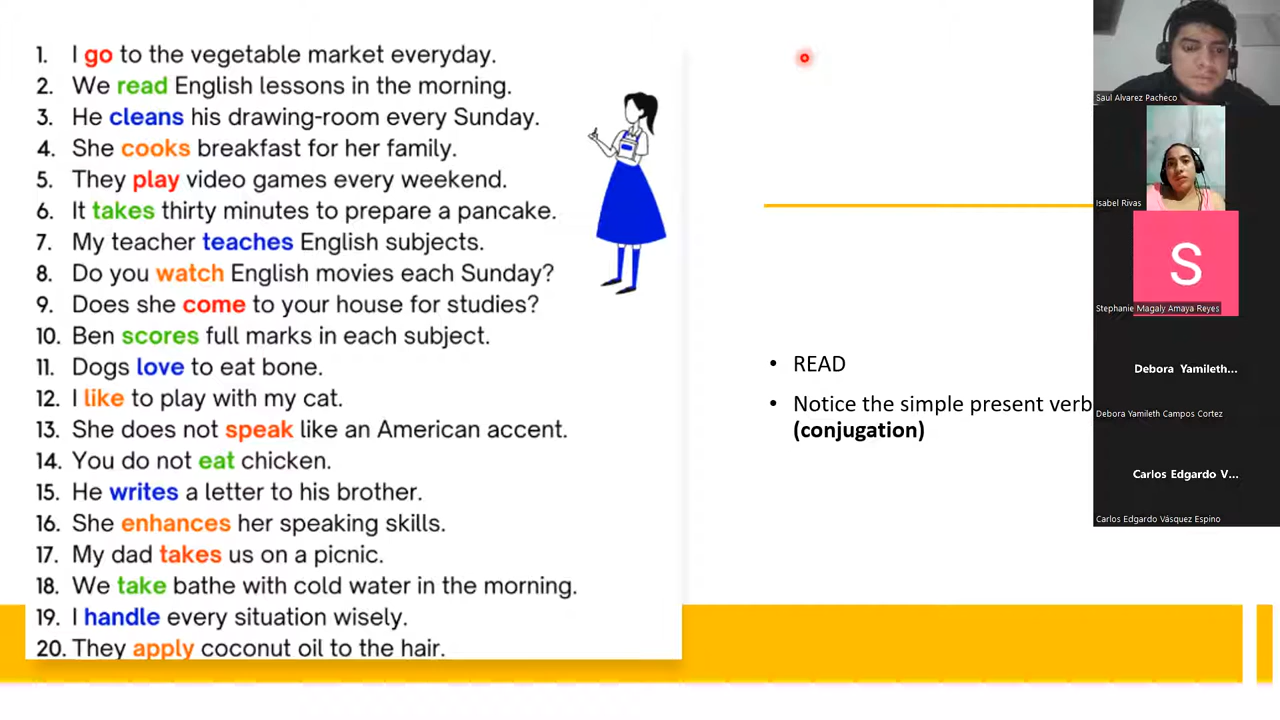 1. I go to the vegetable market everyday.
2. We read English lessons in the morning.
3. He cleans his drawing-room every Sunday.
4. She cooks breakfast for her family.
5. They play video games every weekend.
6. It takes thirty minutes to prepare a pancake.
7. My teacher teaches English subjects.
8. Do you watch English movies each Sunday?
9. Does she come to your house for studies?
10. Ben scores full marks in each subject.
11. Dogs love to eat bone.
12. I like to play with my cat.
13. She does not speak like an American accent.
14. You do not eat chicken.
15. He writes a letter to his brother.
16. She enhances her speaking skills.
17. My dad takes us on a picnic.
18. We take bathe with cold water in the morning.
19. I handle every situation wisely.
20. They apply coconut oil to the hair.
• READ
• Notice the simple present verb
(conjugation)
Saul Alvarez Pacheco
Isabel Rivas
S
Stephanie Magaly Amaya Reyes
Debora Yamileth...
Debora Yamileth Campos Cortez
Carlos Edgardo V...
Carlos Edgardo Vásquez Espino